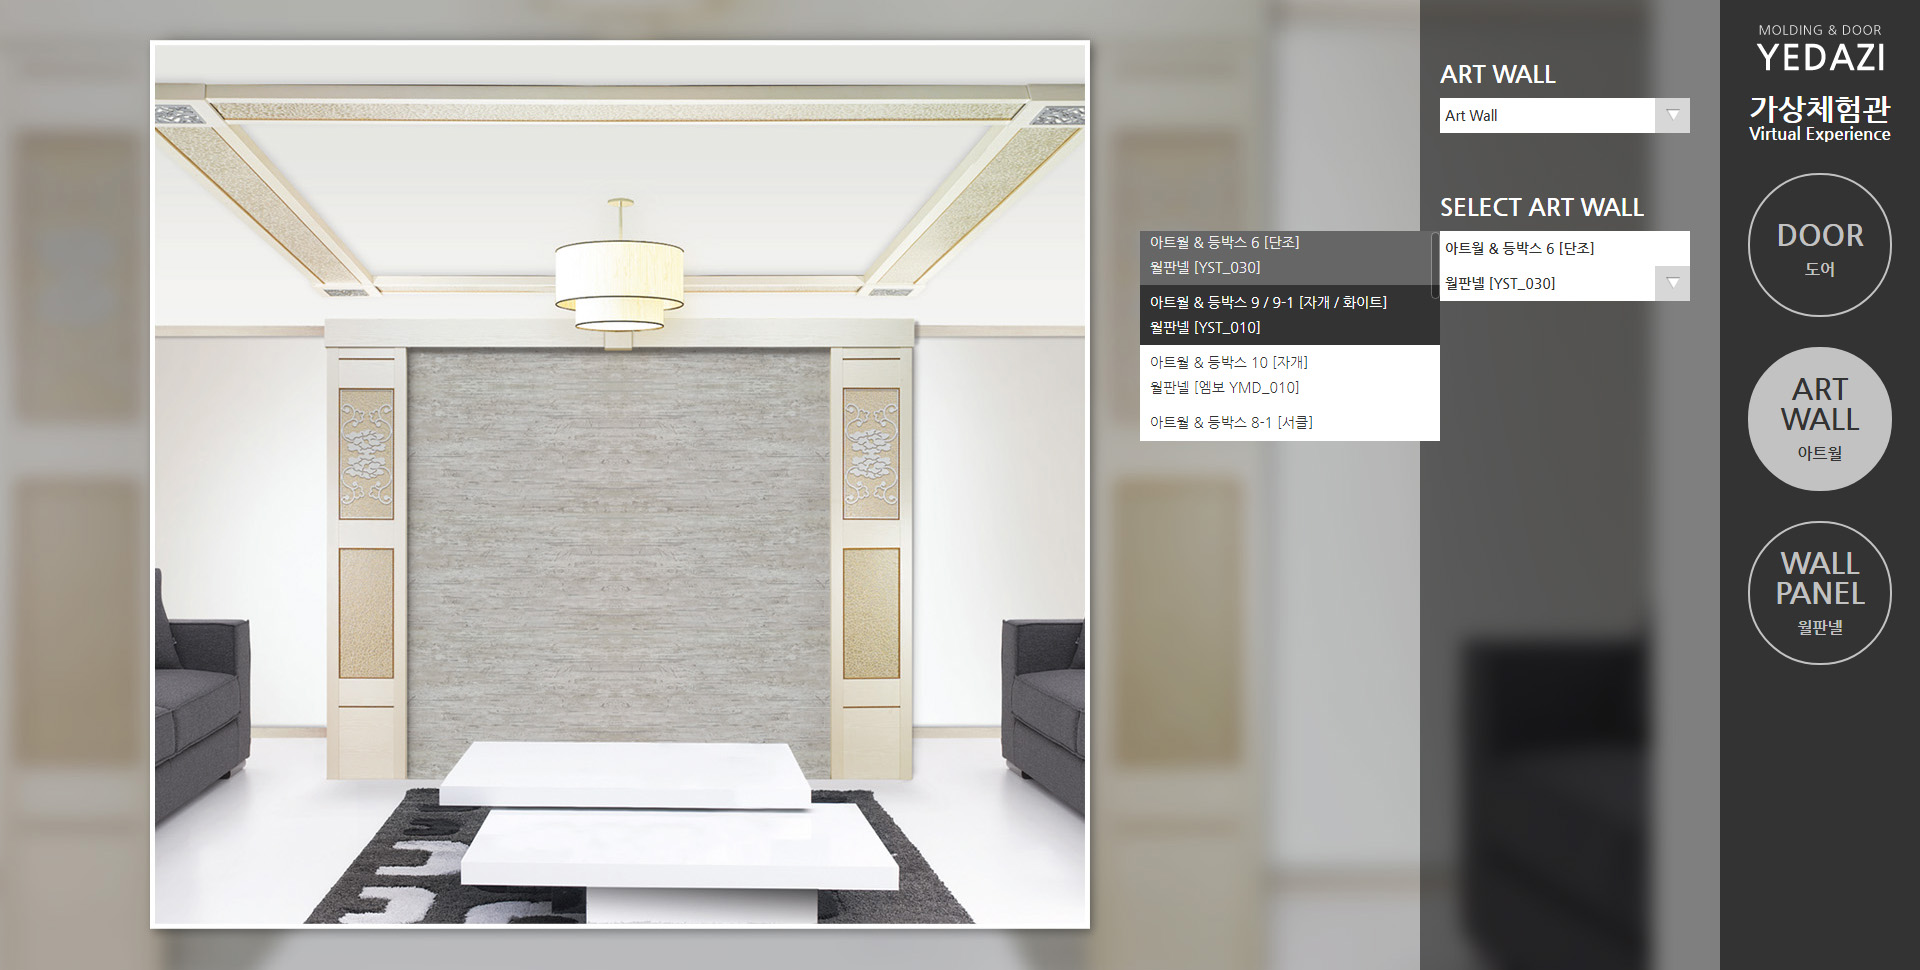 ART WALL
Art Wall
SELECT ART WALL
아트월 & 등박스 6 [단조]
월판넬 [YST_030]
아트월 & 등박스 6 [단조]
월판넬 [YST_030]
아트월 & 등박스 9 / 9-1 [자개 / 화이트]
월판넬 [YST_010]
아트월 & 등박스 10 [자개]
월판넬 [엠보 YMD_010]
아트월 & 등박스 8-1 [서클]
MOLDING & DOOR
YEDAZI
가상체험관
Virtual Experience
DOOR
도어
ART
WALL
아트월
WALL
PANEL
월판넬